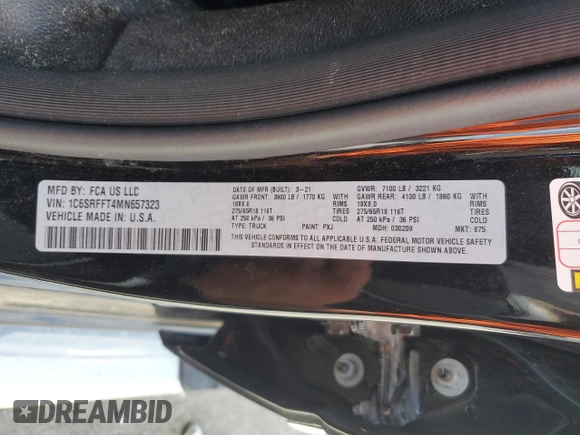 MFD BY: FCA US LLC
VIN: 1C6SRFFT4MN657323
VEHICLE MADE IN U.S.A.
DATE OF MFR (BUILT): 3-21
GAWR FRONT: 3900 LB / 1770 KG
WITH RIMS
18X8.0
275/65R18 116T
AT 250 kPa / 36 PSI
TYPE: TRUCK PAINT: PXJ
GVWR: 7100 LB / 3221 KG
GAWR REAR: 4100 LB / 1860 KG
WITH RIMS
18X8.0
275/65R18 116T
AT 250 kPa / 36 PSI
MDH: 030209 MKT: 875
THIS VEHICLE CONFORMS TO ALL APPLICABLE U.S.A. FEDERAL MOTOR VEHICLE SAFETY
STANDARDS IN EFFECT ON THE DATE OF MANUFACTURE SHOWN ABOVE.
DREAMBID